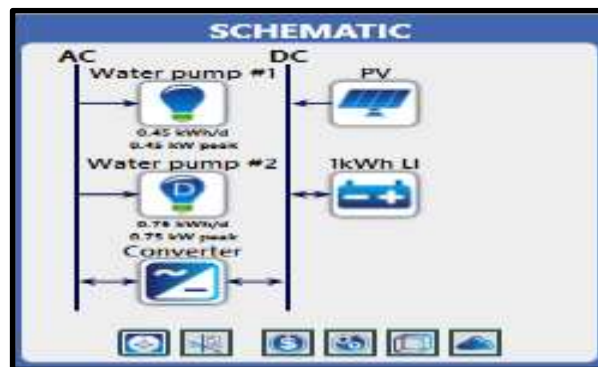 SCHEMATIC
AC DC
Water pump #1 PV
0.45 kWh/d
0.45 kW peak
Water pump #2 1kWh LI
D
0.75 kWh/d
0.75 kW peak
Converter